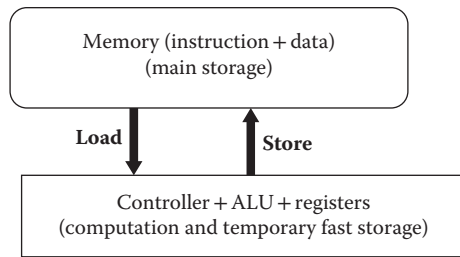 Memory (instruction + data)
(main storage)
Load
Store
Controller + ALU + registers
(computation and temporary fast storage)